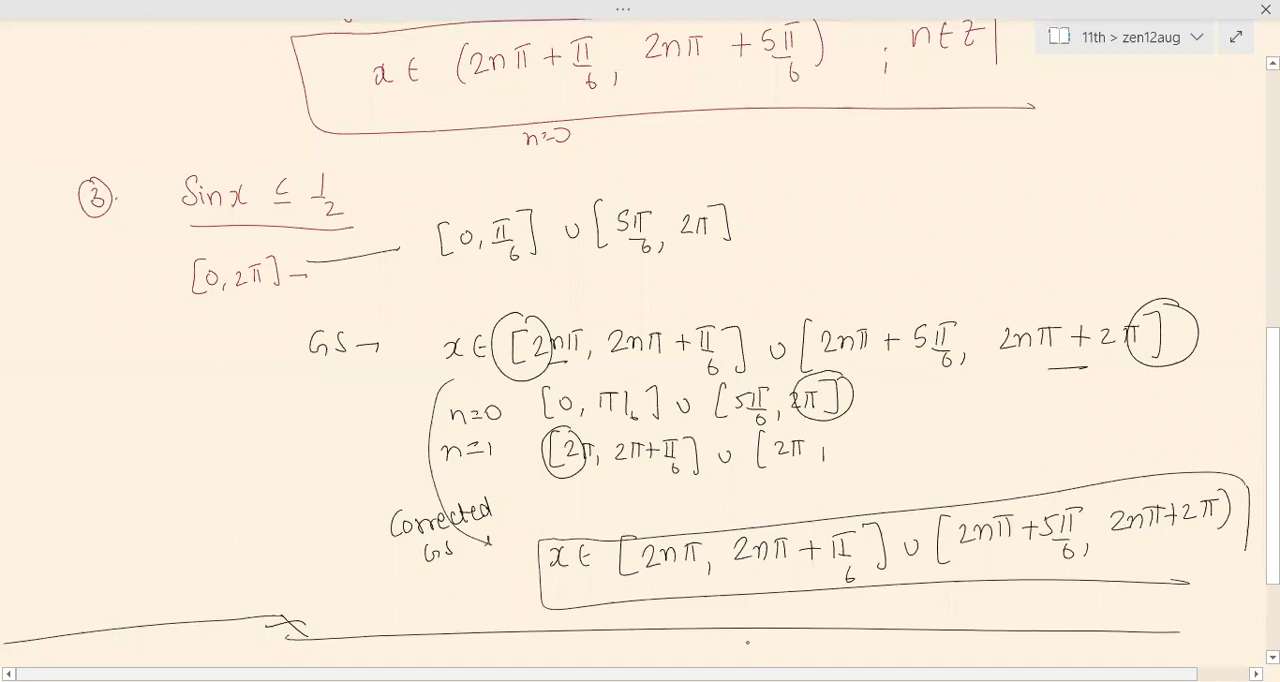 x ∈ (2nπ + π/6, 2nπ + 5π/6) ; n ∈ Z
11th > zen12aug
n=0
③. Sinx ≤ 1/2
[0, 2π] →
[0, π/6] ∪ [5π/6, 2π]
GS → x ∈ [2nπ, 2nπ + π/6] ∪ [2nπ + 5π/6, 2nπ + 2π]
n=0 [0, π/6] ∪ [5π/6, 2π]
n=1 [2π, 2π+π/6] ∪ [2π ,
Corrected
GS
x ∈ [2nπ, 2nπ + π/6] ∪ [2nπ + 5π/6, 2nπ+2π)